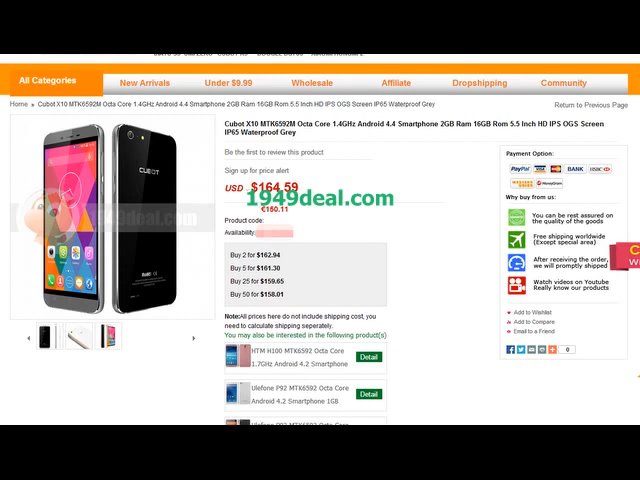 All Categories
New Arrivals
Under $9.99
Wholesale
Affiliate
Dropshipping
Community
Home » Cubot X10 MTK6592M Octa Core 1.4GHz Android 4.4 Smartphone 2GB Ram 16GB Rom 5.5 Inch HD IPS OGS Screen IP65 Waterproof Grey
Return to Previous Page
Cubot X10 MTK6592M Octa Core 1.4GHz Android 4.4 Smartphone 2GB Ram 16GB Rom 5.5 Inch HD IPS OGS Screen
IP65 Waterproof Grey
Be the first to review this product
Sign up for price alert
USD $164.59
1949deal.com
€150.11
Product code:
Availability:
Buy 2 for $162.94
Buy 5 for $161.30
Buy 25 for $159.65
Buy 50 for $158.01
Note:All prices here do not include shipping cost, you
need to calculate shipping seperately.
You may also be interested in the following product(s)
HTM H100 MTK6592 Octa Core
1.7GHz Android 4.2 Smartphone
Detail
Ulefone P92 MTK6592 Octa Core
Android 4.2 Smartphone 1GB
Detail
Ulefone P92 MTK6592 Octa Core
CUBOT
1949deal.com
Payment Option:
PayPal
VISA
BANK
HSBC
WESTERN UNION
MoneyGram
Why buy from us:
You can be rest assured on
the quality of the goods
Free shipping worldwide
(Except special area)
After receiving the order,
we will promptly shipped
Watch videos on Youtube
Really know our products
Add to Wishlist
Add to Compare
Email to a Friend
0